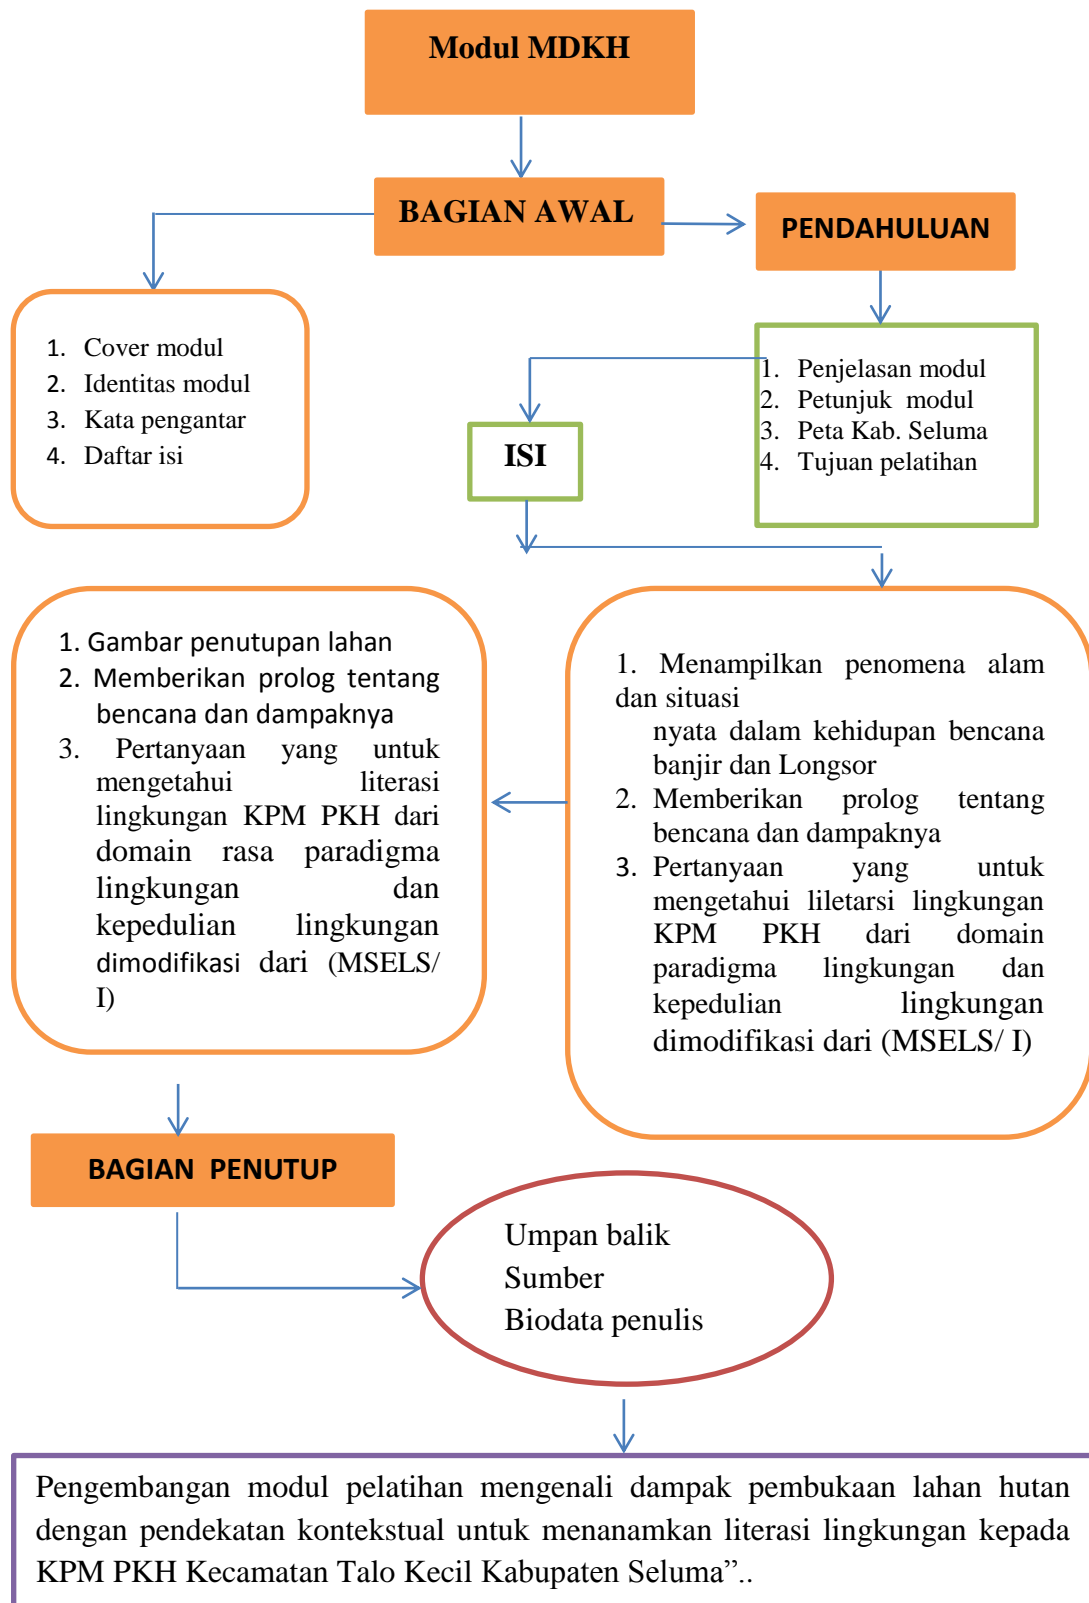 Modul MDKH
BAGIAN AWAL
PENDAHULUAN
1. Cover modul
2. Identitas modul
3. Kata pengantar
4. Daftar isi
1. Penjelasan modul
2. Petunjuk modul
3. Peta Kab. Seluma
4. Tujuan pelatihan
ISI
1. Menampilkan penomena alam
dan situasi
nyata dalam kehidupan bencana
banjir dan Longsor
2. Memberikan prolog tentang
bencana dan dampaknya
3. Pertanyaan yang untuk
mengetahui liletarsi lingkungan
KPM PKH dari domain
paradigma lingkungan dan
kepedulian lingkungan
dimodifikasi dari (MSELS/ I)
1. Gambar penutupan lahan
2. Memberikan prolog tentang
bencana dan dampaknya
3. Pertanyaan yang untuk
mengetahui literasi
lingkungan KPM PKH dari
domain rasa paradigma
lingkungan dan
kepedulian lingkungan
dimodifikasi dari (MSELS/
I)
BAGIAN PENUTUP
Umpan balik
Sumber
Biodata penulis
Pengembangan modul pelatihan mengenali dampak pembukaan lahan hutan
dengan pendekatan kontekstual untuk menanamkan literasi lingkungan kepada
KPM PKH Kecamatan Talo Kecil Kabupaten Seluma”..